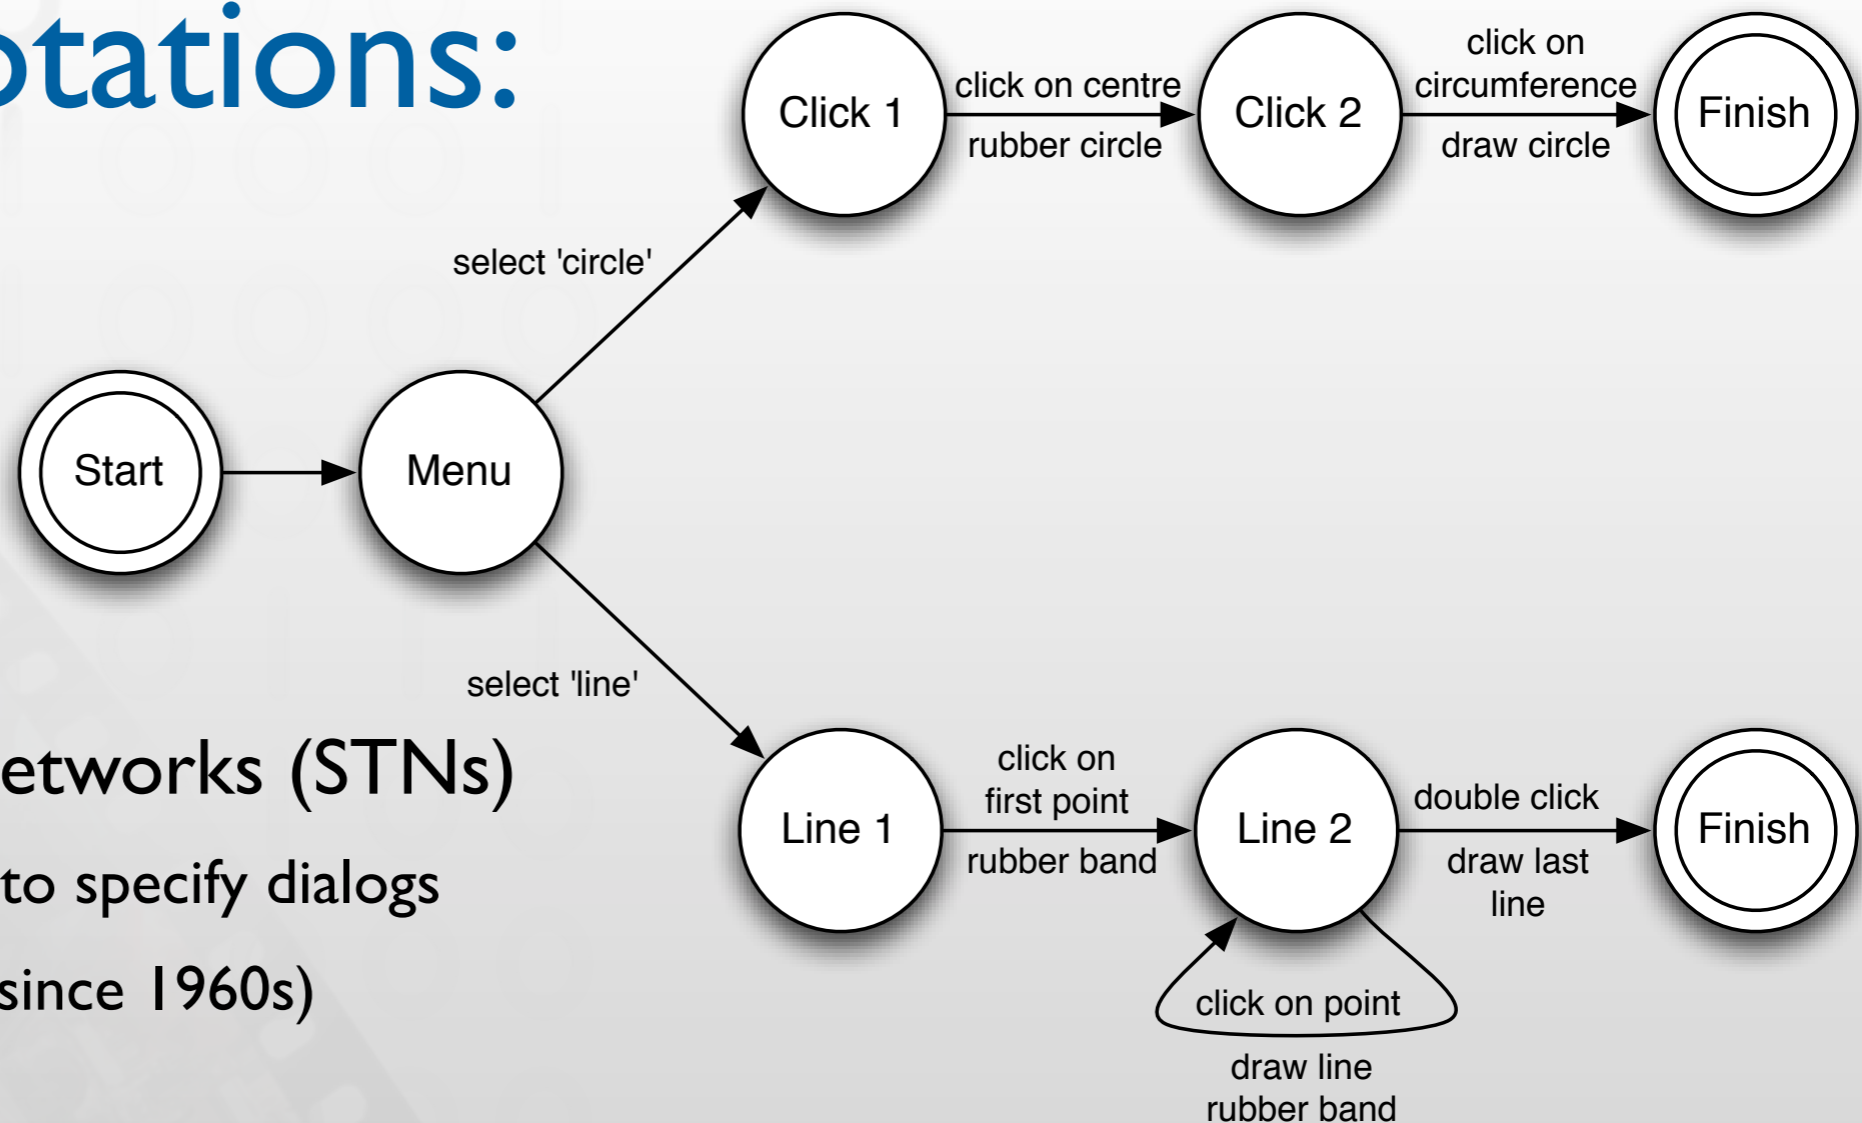 otations:
Click 1
click on centre
rubber circle
Click 2
click on
circumference
draw circle
Finish
select 'circle'
Start
Menu
select 'line'
etworks (STNs)
to specify dialogs
since 1960s)
Line 1
click on
first point
rubber band
Line 2
double click
draw last
line
Finish
click on point
draw line
rubber band